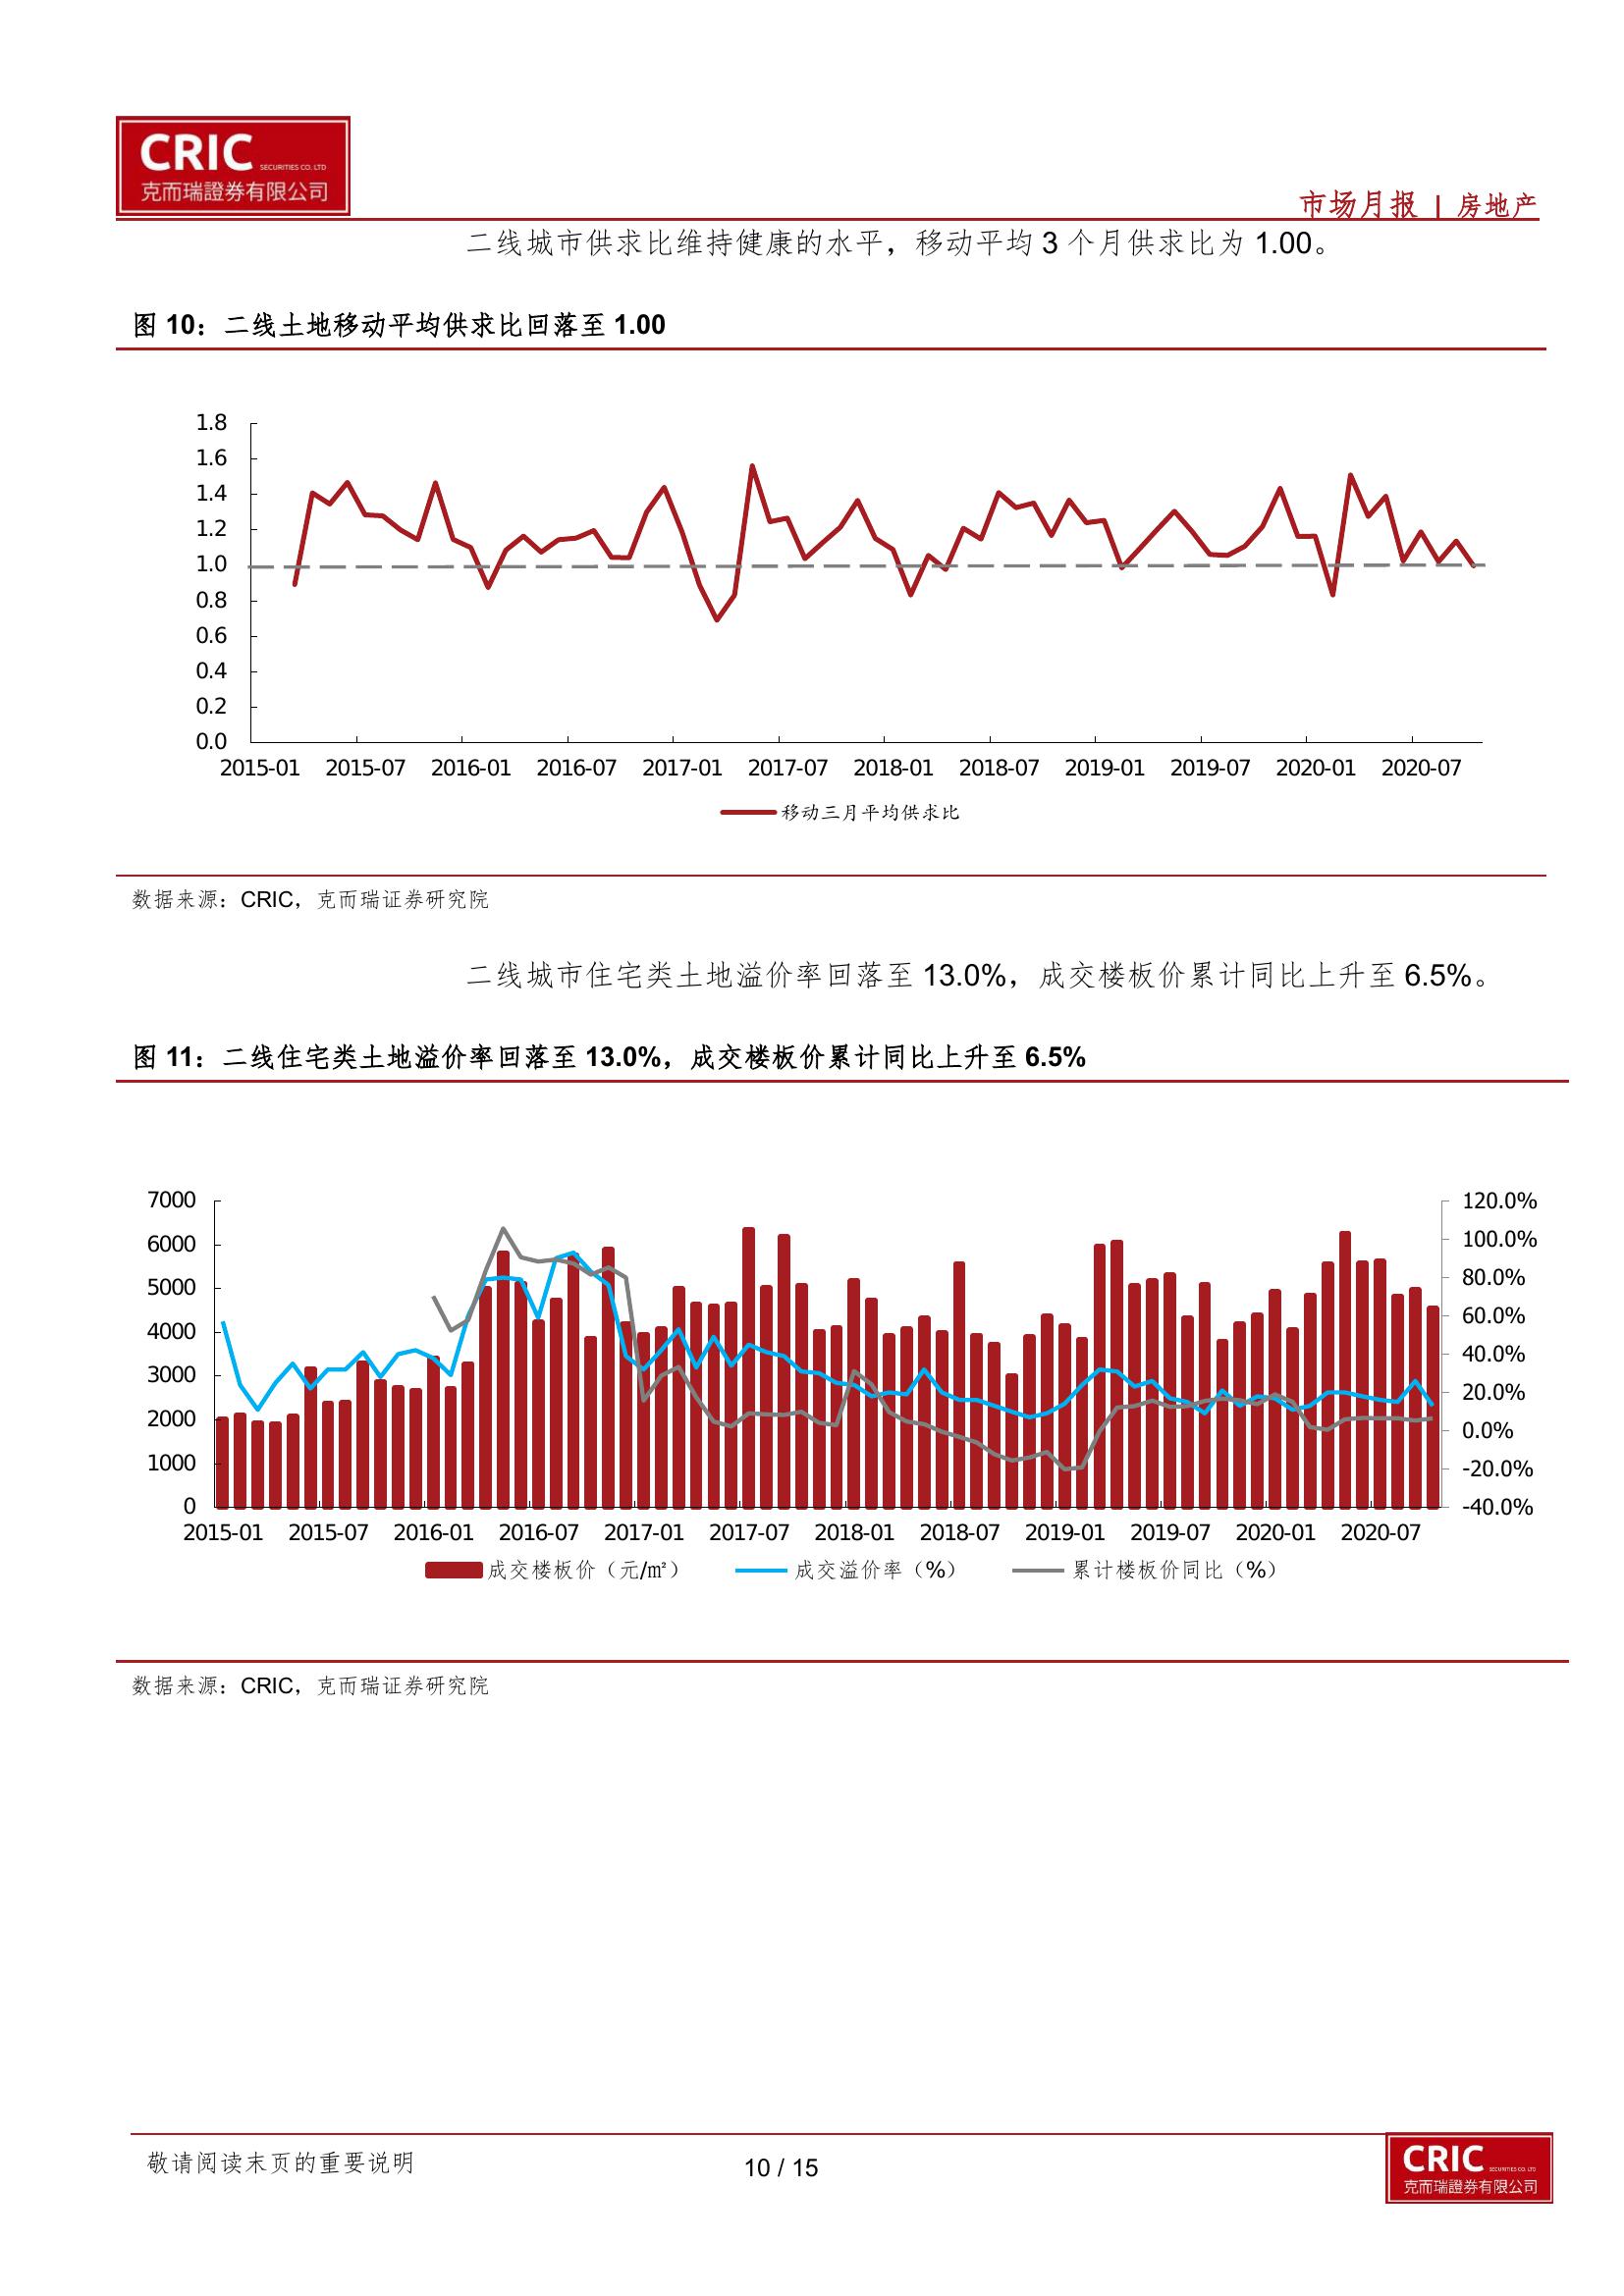 CRIC SECURITIES CO. LTD
克而瑞證券有限公司
市场月报 | 房地产
二线城市供求比维持健康的水平，移动平均 3 个月供求比为 1.00。
图 10：二线土地移动平均供求比回落至 1.00
1.8
1.6
1.4
1.2
1.0
0.8
0.6
0.4
0.2
0.0
2015-01 2015-07 2016-01 2016-07 2017-01 2017-07 2018-01 2018-07 2019-01 2019-07 2020-01 2020-07
移动三月平均供求比
数据来源：CRIC，克而瑞证券研究院
二线城市住宅类土地溢价率回落至 13.0%，成交楼板价累计同比上升至 6.5%。
图 11：二线住宅类土地溢价率回落至 13.0%，成交楼板价累计同比上升至 6.5%
7000 120.0%
6000 100.0%
5000 80.0%
4000 60.0%
3000 40.0%
2000 20.0%
1000 0.0%
0 -20.0%
-40.0%
2015-01 2015-07 2016-01 2016-07 2017-01 2017-07 2018-01 2018-07 2019-01 2019-07 2020-01 2020-07
成交楼板价（元/㎡） 成交溢价率（%） 累计楼板价同比（%）
数据来源：CRIC，克而瑞证券研究院
敬请阅读末页的重要说明
10 / 15
CRIC SECURITIES CO. LTD
克而瑞證券有限公司